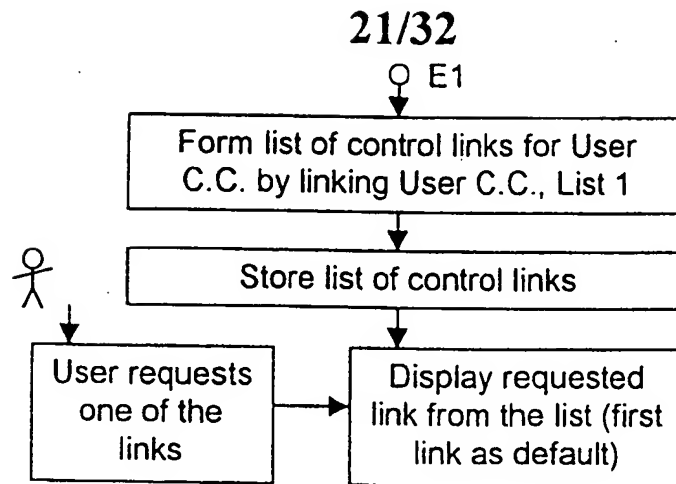 21/32
E1
Form list of control links for User
C.C. by linking User C.C., List 1
Store list of control links
User requests
one of the
links
Display requested
link from the list (first
link as default)